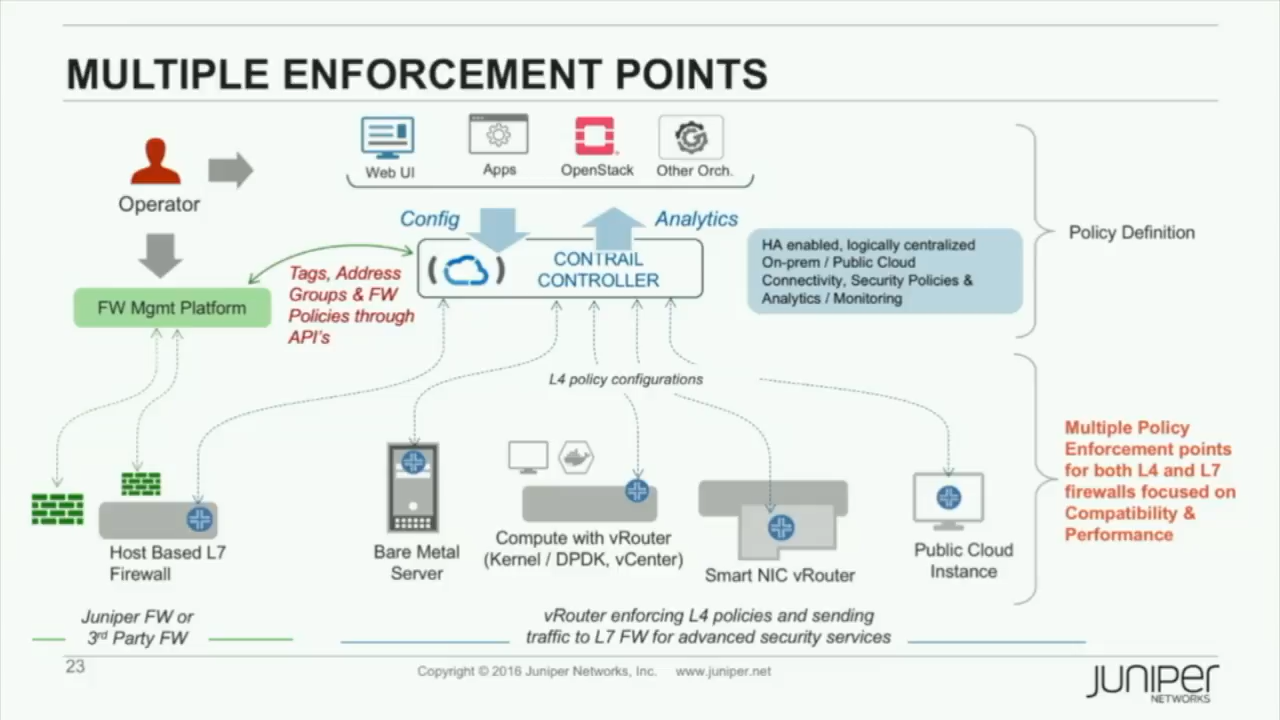 MULTIPLE ENFORCEMENT POINTS
Operator
Web UI
Apps
OpenStack
Other Orch.
Config
Analytics
Policy Definition
HA enabled, logically centralized
On-prem / Public Cloud
Connectivity, Security Policies &
Analytics / Monitoring
CONTRAIL
CONTROLLER
Tags, Address
Groups & FW
Policies through
API's
FW Mgmt Platform
L4 policy configurations
Multiple Policy
Enforcement points
for both L4 and L7
firewalls focused on
Compatibility &
Performance
Host Based L7
Firewall
Bare Metal
Server
Compute with vRouter
(Kernel / DPDK, vCenter)
Smart NIC vRouter
Public Cloud
Instance
Juniper FW or
3rd Party FW
vRouter enforcing L4 policies and sending
traffic to L7 FW for advanced security services
23
Copyright © 2016 Juniper Networks, Inc. www.juniper.net
JUNIPER
NETWORKS